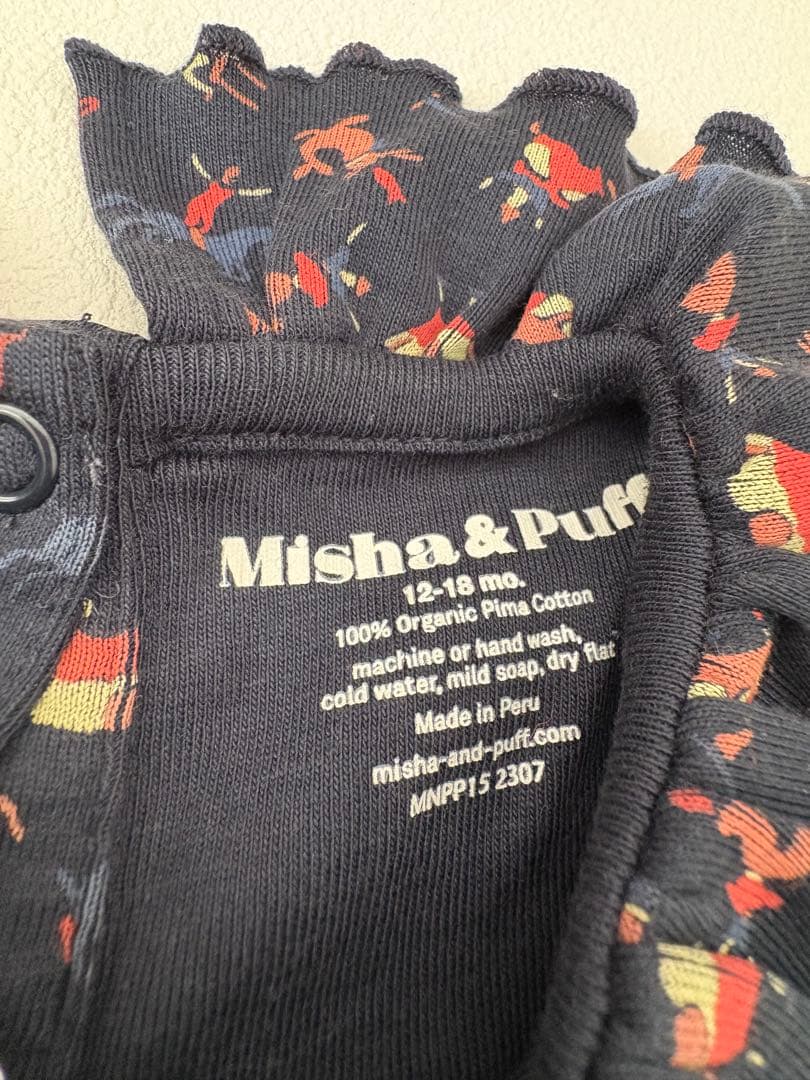 Misha & Puff
12-18 mo.
100% Organic Pima Cotton
machine or hand wash,
cold water, mild soap, dry flat
Made in Peru
misha-and-puff.com
MNPP15 2307